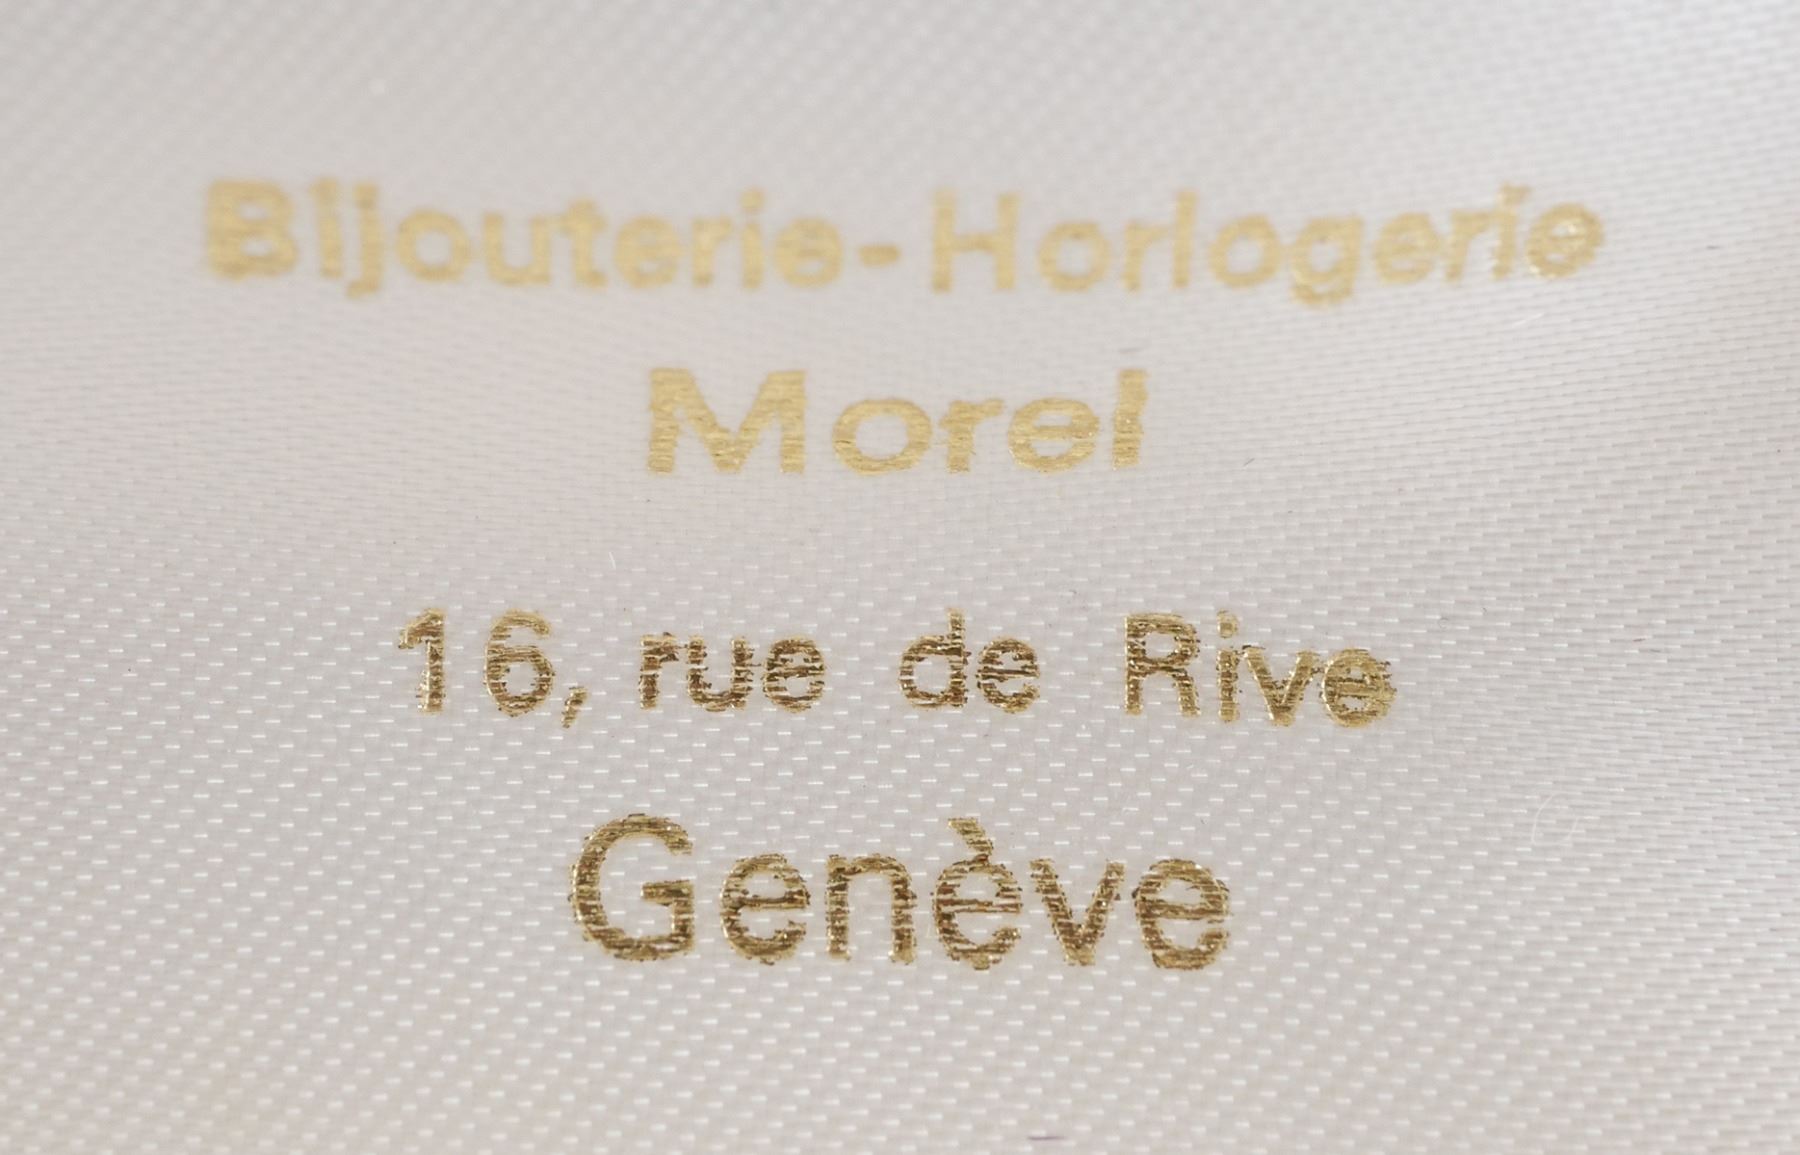 Bijouterie-Horlogerie
Morel
16, rue de Rive
Genève